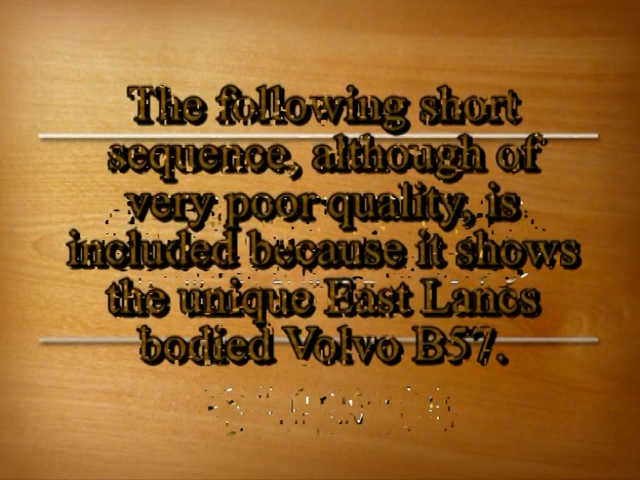 The following short
sequence, although of
very poor quality, is
included because it shows
the unique East Lancs
bodied Volvo B57.